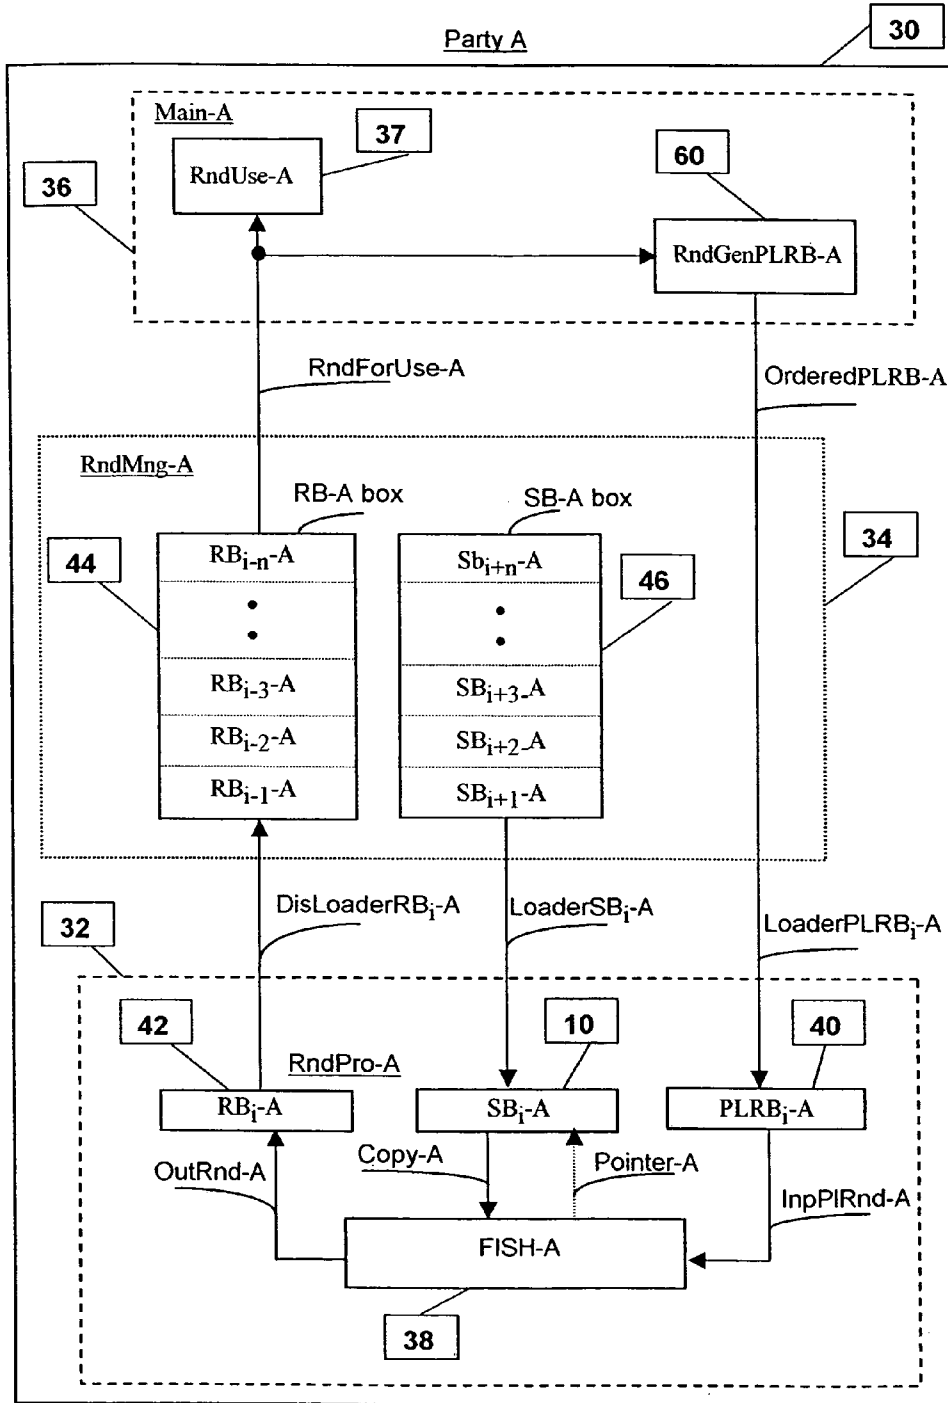 Party A
30
Main-A
37
RndUse-A
60
36
RndGenPLRB-A
RndForUse-A
OrderedPLRB-A
RndMng-A
RB-A box
SB-A box
34
44
RBi-n-A
Sbi+n-A
46
RBi-3-A
SBi+3-A
RBi-2-A
SBi+2-A
RBi-1-A
SBi+1-A
DisLoaderRBi-A
LoaderSBi-A
LoaderPLRBi-A
32
42
10
40
RndPro-A
RBi-A
SBi-A
PLRBi-A
OutRnd-A
Copy-A
Pointer-A
InpPlRnd-A
FISH-A
38